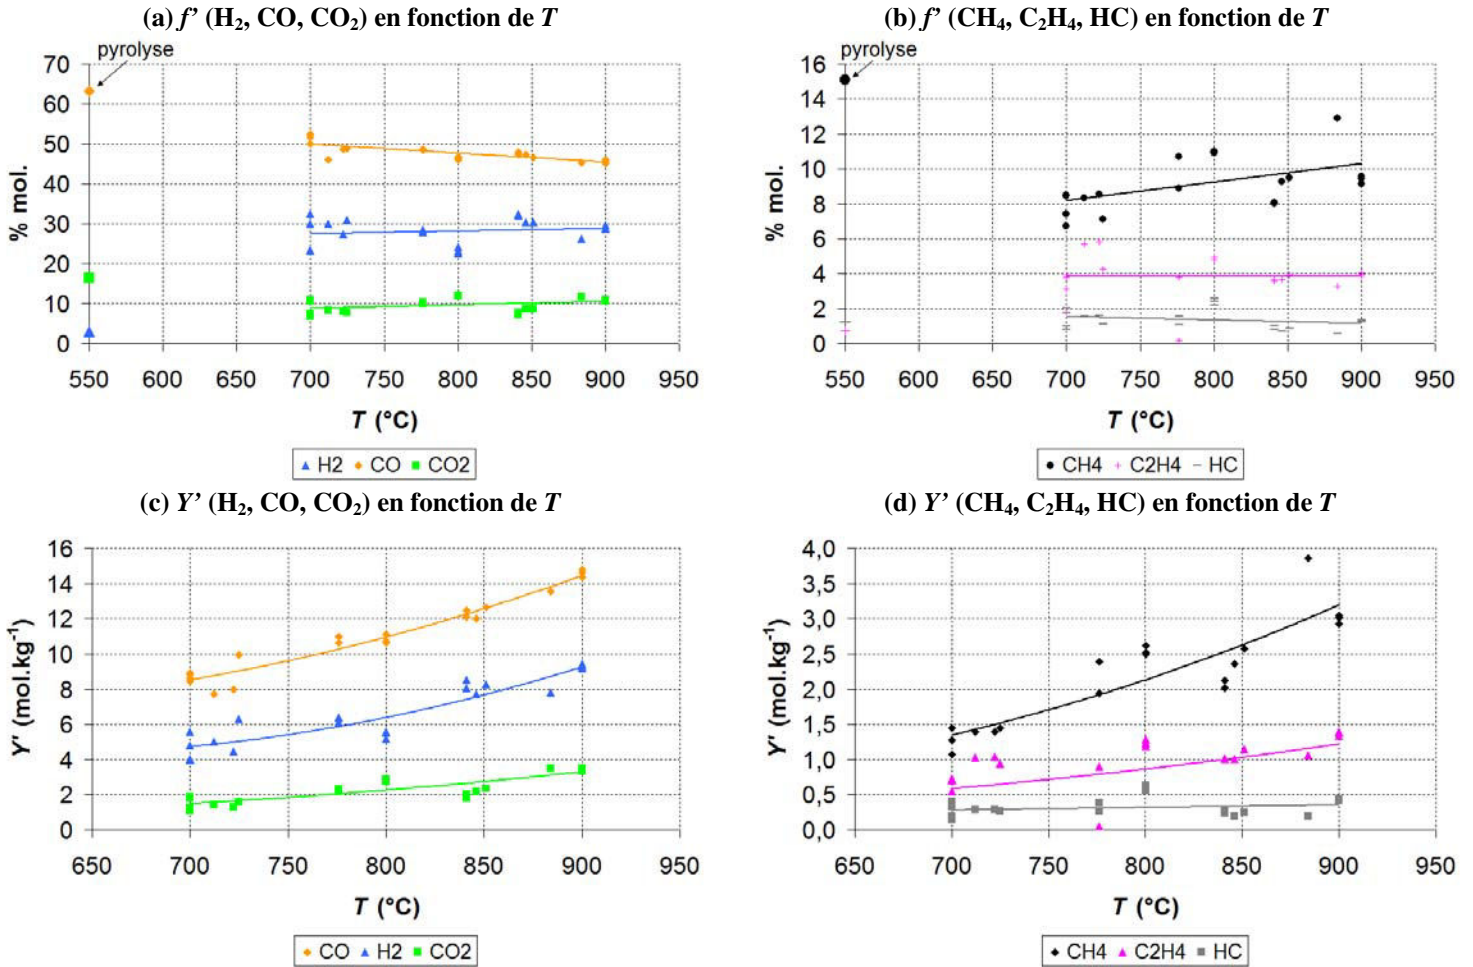 (a) f’ (H2, CO, CO2) en fonction de T
pyrolyse
70
60
50
40
30
20
10
0
% mol.
550 600 650 700 750 800 850 900 950
T (°C)
H2 CO CO2
(b) f’ (CH4, C2H4, HC) en fonction de T
pyrolyse
16
14
12
10
8
6
4
2
0
% mol.
550 600 650 700 750 800 850 900 950
T (°C)
CH4 C2H4 HC
(c) Y’ (H2, CO, CO2) en fonction de T
16
14
12
10
8
6
4
2
0
Y' (mol.kg-1)
650 700 750 800 850 900 950
T (°C)
CO H2 CO2
(d) Y’ (CH4, C2H4, HC) en fonction de T
4,0
3,5
3,0
2,5
2,0
1,5
1,0
0,5
0,0
Y' (mol.kg-1)
650 700 750 800 850 900 950
T (°C)
CH4 C2H4 HC